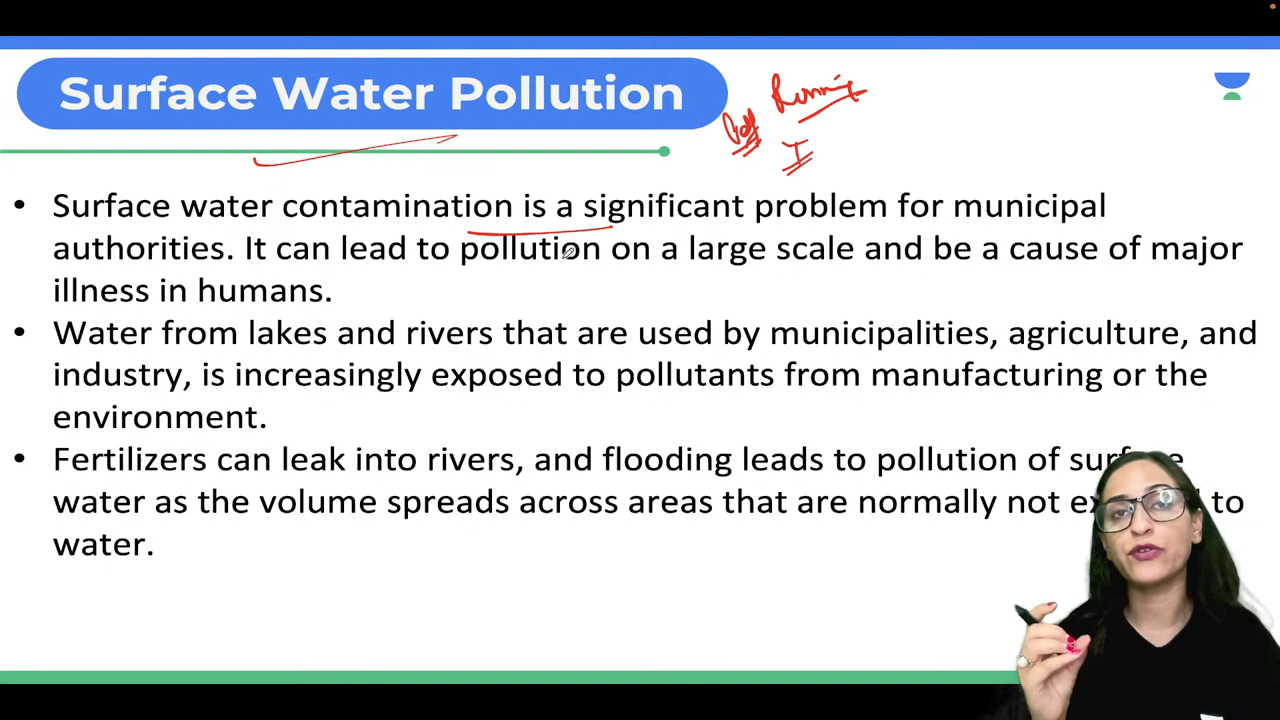 Surface Water Pollution
Running
I
• Surface water contamination is a significant problem for municipal
authorities. It can lead to pollution on a large scale and be a cause of major
illness in humans.
• Water from lakes and rivers that are used by municipalities, agriculture, and
industry, is increasingly exposed to pollutants from manufacturing or the
environment.
• Fertilizers can leak into rivers, and flooding leads to pollution of surface
water as the volume spreads across areas that are normally not to
water.